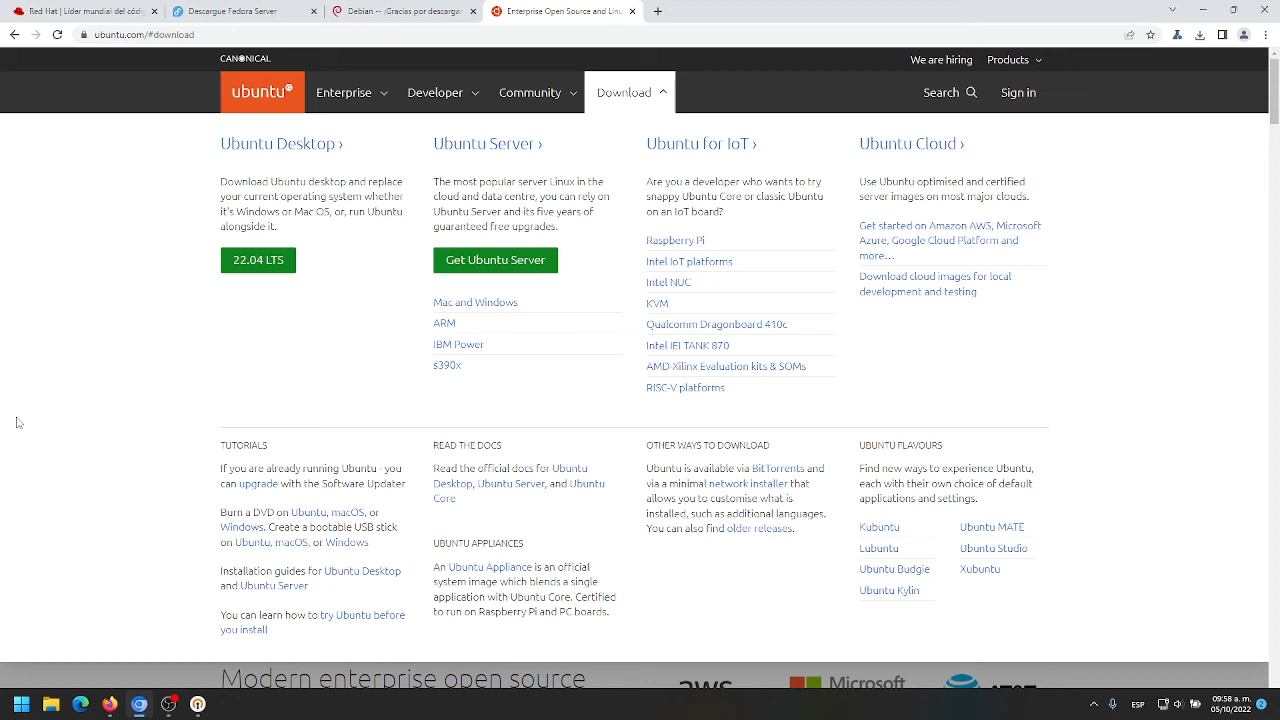 Red Hat | Líder mundial del códig
Descargue Fedora Server
Debian -- ¡Gracias por descargar
Enterprise Open Source and Linu
ubuntu.com/#download
CANONICAL
We are hiring
Products
ubuntu®
Enterprise
Developer
Community
Download
Search
Sign in
Ubuntu Desktop ›
Download Ubuntu desktop and replace
your current operating system whether
it's Windows or Mac OS, or, run Ubuntu
alongside it.
22.04 LTS
Ubuntu Server ›
The most popular server Linux in the
cloud and data centre, you can rely on
Ubuntu Server and its five years of
guaranteed free upgrades.
Get Ubuntu Server
Mac and Windows
ARM
IBM Power
s390x
Ubuntu for IoT ›
Are you a developer who wants to try
snappy Ubuntu Core or classic Ubuntu
on an IoT board?
Raspberry Pi
Intel IoT platforms
Intel NUC
KVM
Qualcomm Dragonboard 410c
Intel IEI TANK 870
AMD-Xilinx Evaluation kits & SOMs
RISC-V platforms
Ubuntu Cloud ›
Use Ubuntu optimised and certified
server images on most major clouds.
Get started on Amazon AWS, Microsoft
Azure, Google Cloud Platform and
more…
Download cloud images for local
development and testing
TUTORIALS
If you are already running Ubuntu - you
can upgrade with the Software Updater
Burn a DVD on Ubuntu, macOS, or
Windows. Create a bootable USB stick
on Ubuntu, macOS, or Windows
Installation guides for Ubuntu Desktop
and Ubuntu Server
You can learn how to try Ubuntu before
you install
READ THE DOCS
Read the official docs for Ubuntu
Desktop, Ubuntu Server, and Ubuntu
Core
UBUNTU APPLIANCES
An Ubuntu Appliance is an official
system image which blends a single
application with Ubuntu Core. Certified
to run on Raspberry Pi and PC boards.
OTHER WAYS TO DOWNLOAD
Ubuntu is available via BitTorrents and
via a minimal network installer that
allows you to customise what is
installed, such as additional languages.
You can also find older releases.
UBUNTU FLAVOURS
Find new ways to experience Ubuntu,
each with their own choice of default
applications and settings.
Kubuntu
Lubuntu
Ubuntu Budgie
Ubuntu Kylin
Ubuntu MATE
Ubuntu Studio
Xubuntu
Modern enterprise open source
aws
Microsoft
AT&T
ESP
09:58 a. m.
05/10/2022
2